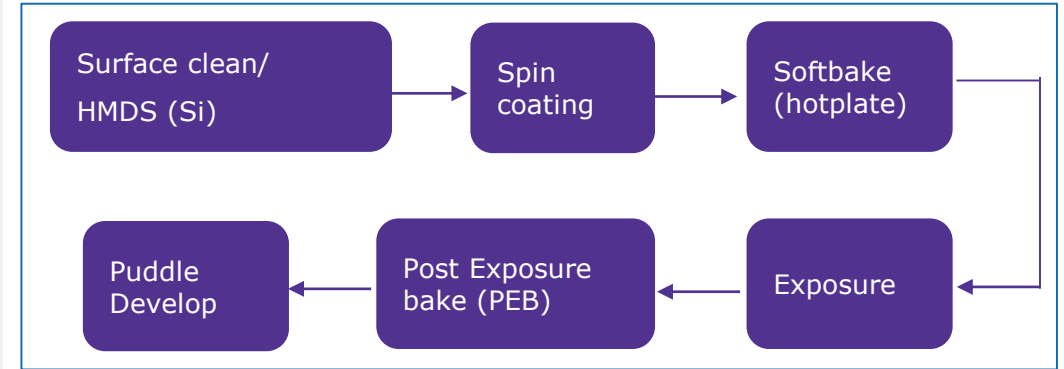 Surface clean/
HMDS (Si)
Spin
coating
Softbake
(hotplate)
Exposure
Post Exposure
bake (PEB)
Puddle
Develop